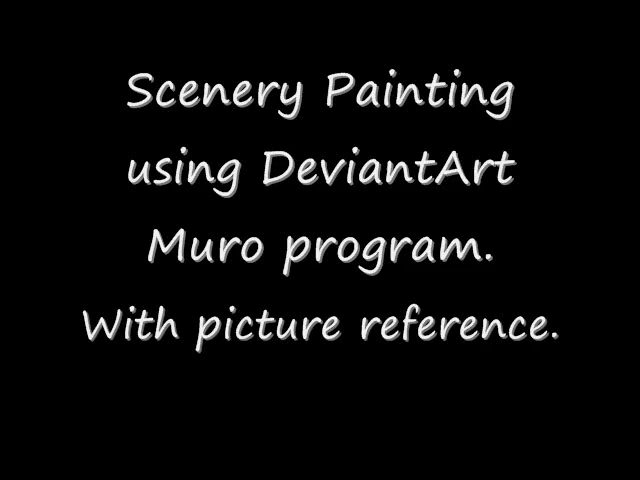 Scenery Painting
using DeviantArt
Muro program.
With picture reference.